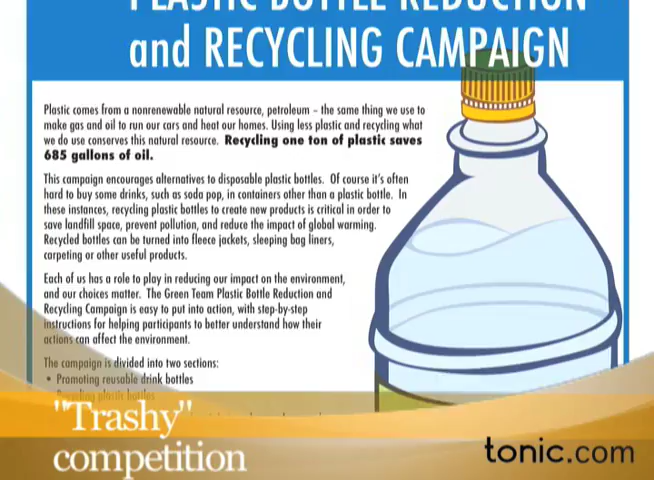 PLASTIC BOTTLE REDUCTION
and RECYCLING CAMPAIGN
Plastic comes from a nonrenewable natural resource, petroleum – the same thing we use to
make gas and oil to run our cars and heat our homes. Using less plastic and recycling what
we do use conserves this natural resource. Recycling one ton of plastic saves
685 gallons of oil.
This campaign encourages alternatives to disposable plastic bottles. Of course it's often
hard to buy some drinks, such as soda pop, in containers other than a plastic bottle. In
these instances, recycling plastic bottles to create new products is critical in order to
save landfill space, prevent pollution, and reduce the impact of global warming.
Recycled bottles can be turned into fleece jackets, sleeping bag liners,
carpeting or other useful products.
Each of us has a role to play in reducing our impact on the environment,
and our choices matter. The Green Team Plastic Bottle Reduction and
Recycling Campaign is easy to put into action, with step-by-step
instructions for helping participants to better understand how their
actions can affect the environment.
The campaign is divided into two sections:
• Promoting reusable drink bottles
• Recycling plastic bottles
"Trashy"
competition
tonic.com